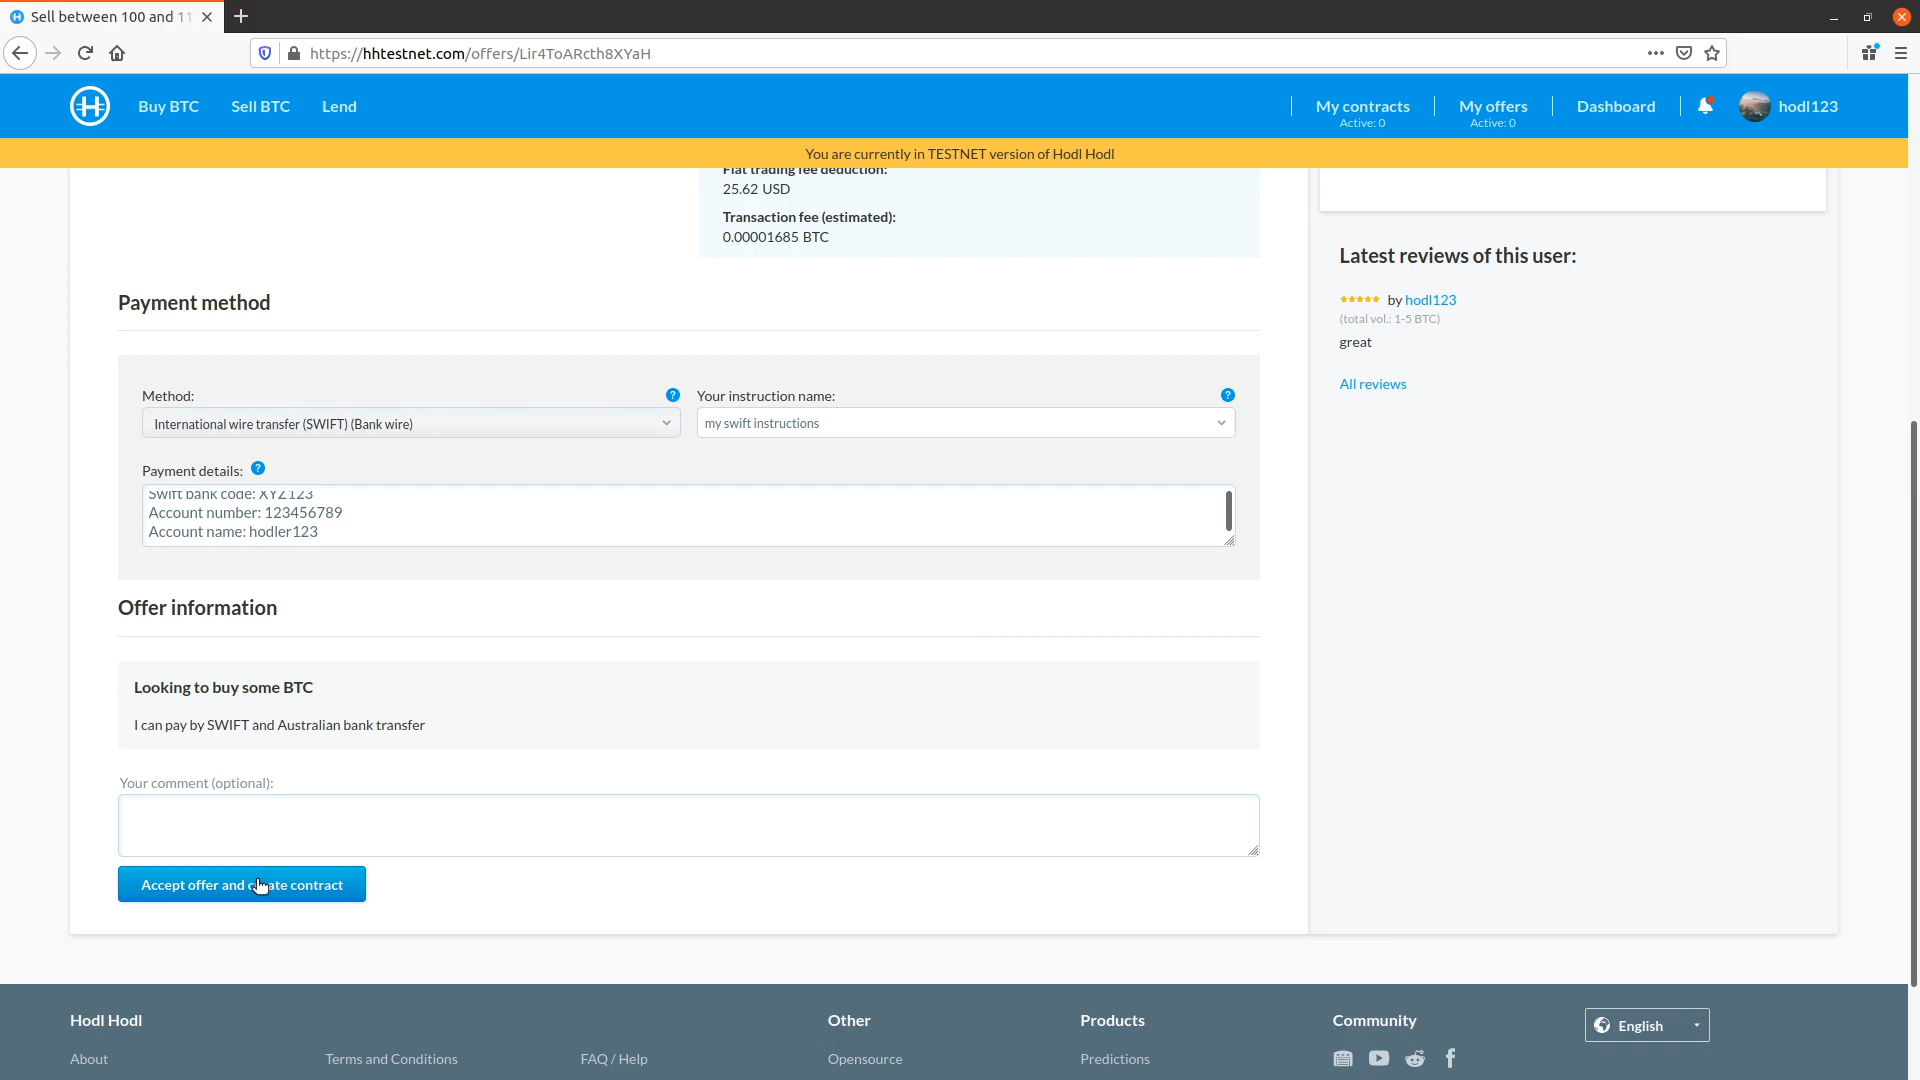 Sell between 100 and 11
https://hhtestnet.com/offers/Lir4ToARcth8XYaH
Buy BTC
Sell BTC
Lend
My contracts
Active: 0
My offers
Active: 0
Dashboard
hodl123
You are currently in TESTNET version of Hodl Hodl
Fiat trading fee deduction:
25.62 USD
Transaction fee (estimated):
0.00001685 BTC
Payment method
Method:
International wire transfer (SWIFT) (Bank wire)
Your instruction name:
my swift instructions
Payment details:
Swift bank code: XYZ123
Account number: 123456789
Account name: hodler123
Offer information
Looking to buy some BTC
I can pay by SWIFT and Australian bank transfer
Your comment (optional):
Accept offer and create contract
Latest reviews of this user:
by hodl123
(total vol.: 1-5 BTC)
great
All reviews
Hodl Hodl
Other
Products
Community
English
About
Terms and Conditions
FAQ / Help
Opensource
Predictions